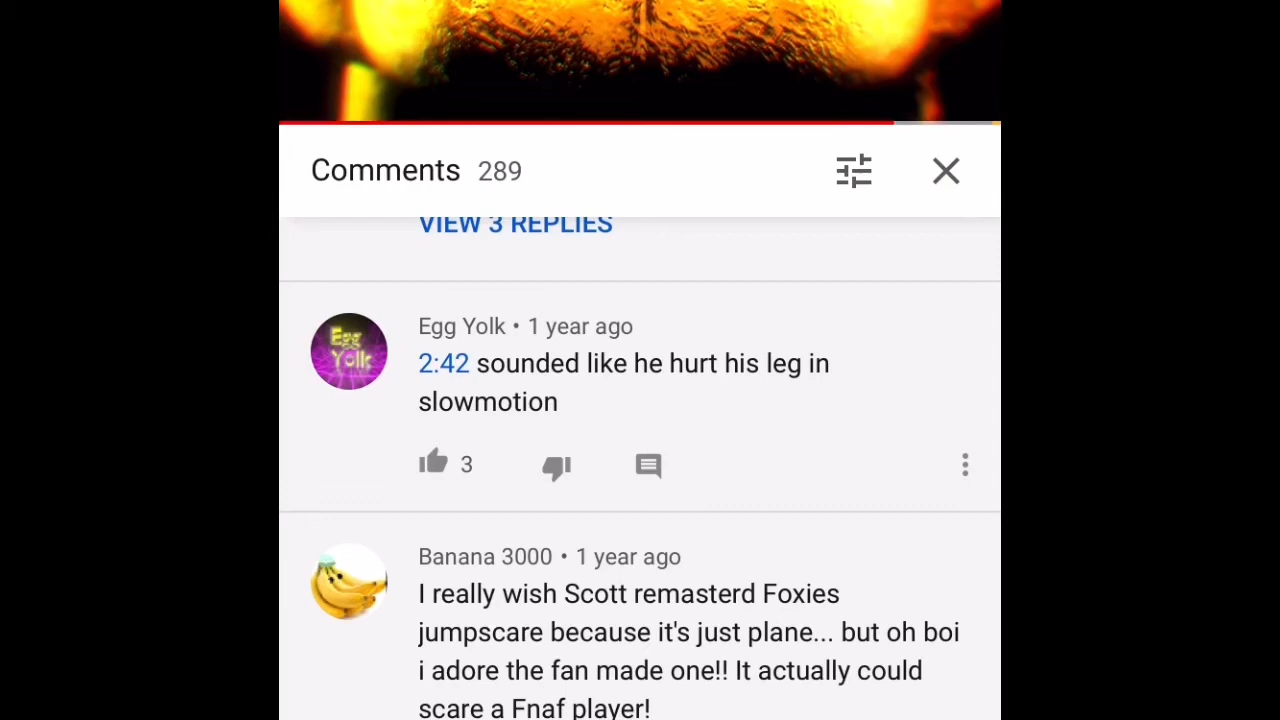 Comments 289
VIEW 3 REPLIES
Egg Yolk
Egg Yolk • 1 year ago
2:42 sounded like he hurt his leg in
slowmotion
3
Banana 3000 • 1 year ago
I really wish Scott remasterd Foxies
jumpscare because it's just plane... but oh boi
i adore the fan made one!! It actually could
scare a Fnaf player!